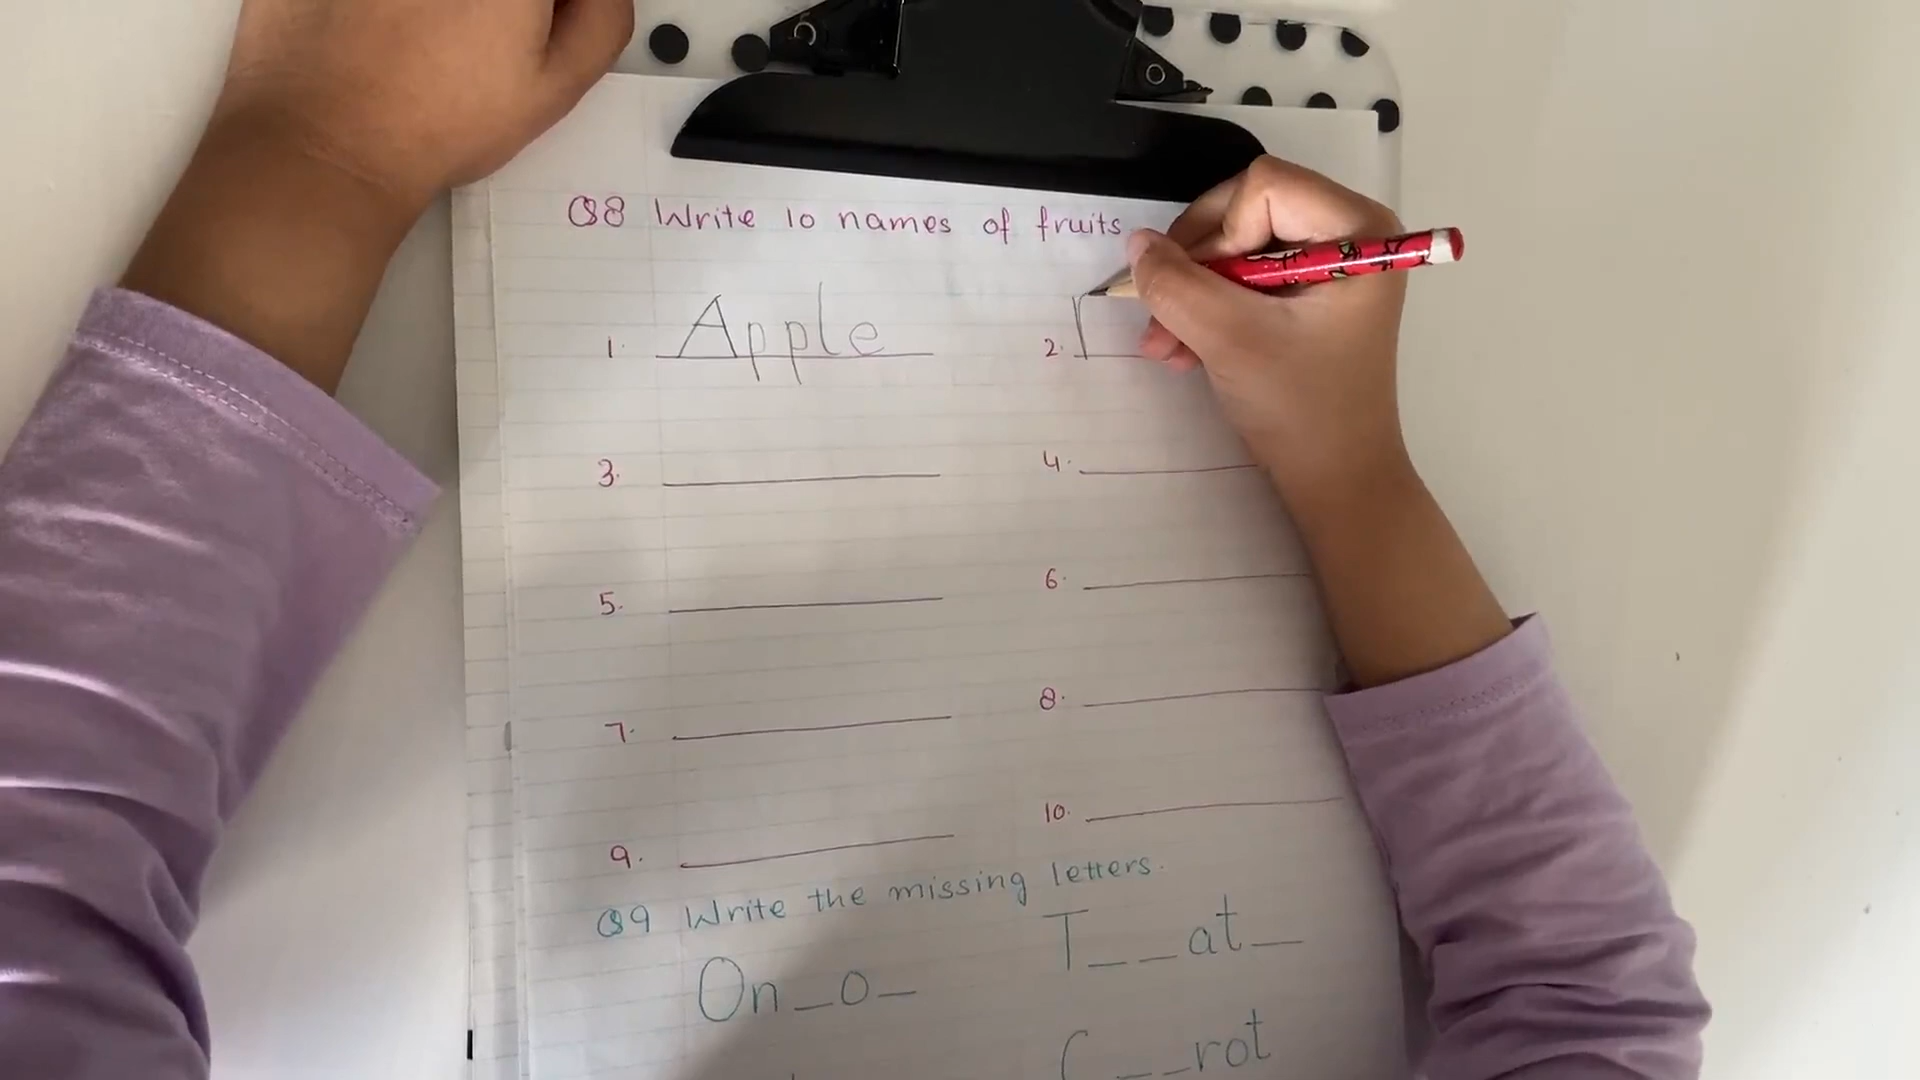 Q8 Write 10 names of fruits
1. Apple 2.
3. 4.
5. 6.
7. 8.
9. 10.
Q9 Write the missing letters.
On_o_ T__at_
C__rot